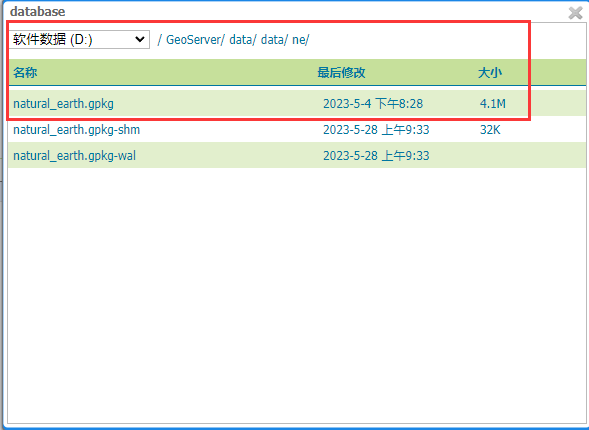 database
软件数据 (D:) / GeoServer/ data/ data/ ne/
名称 最后修改 大小
natural_earth.gpkg 2023-5-4 下午8:28 4.1M
natural_earth.gpkg-shm 2023-5-28 上午9:33 32K
natural_earth.gpkg-wal 2023-5-28 上午9:33